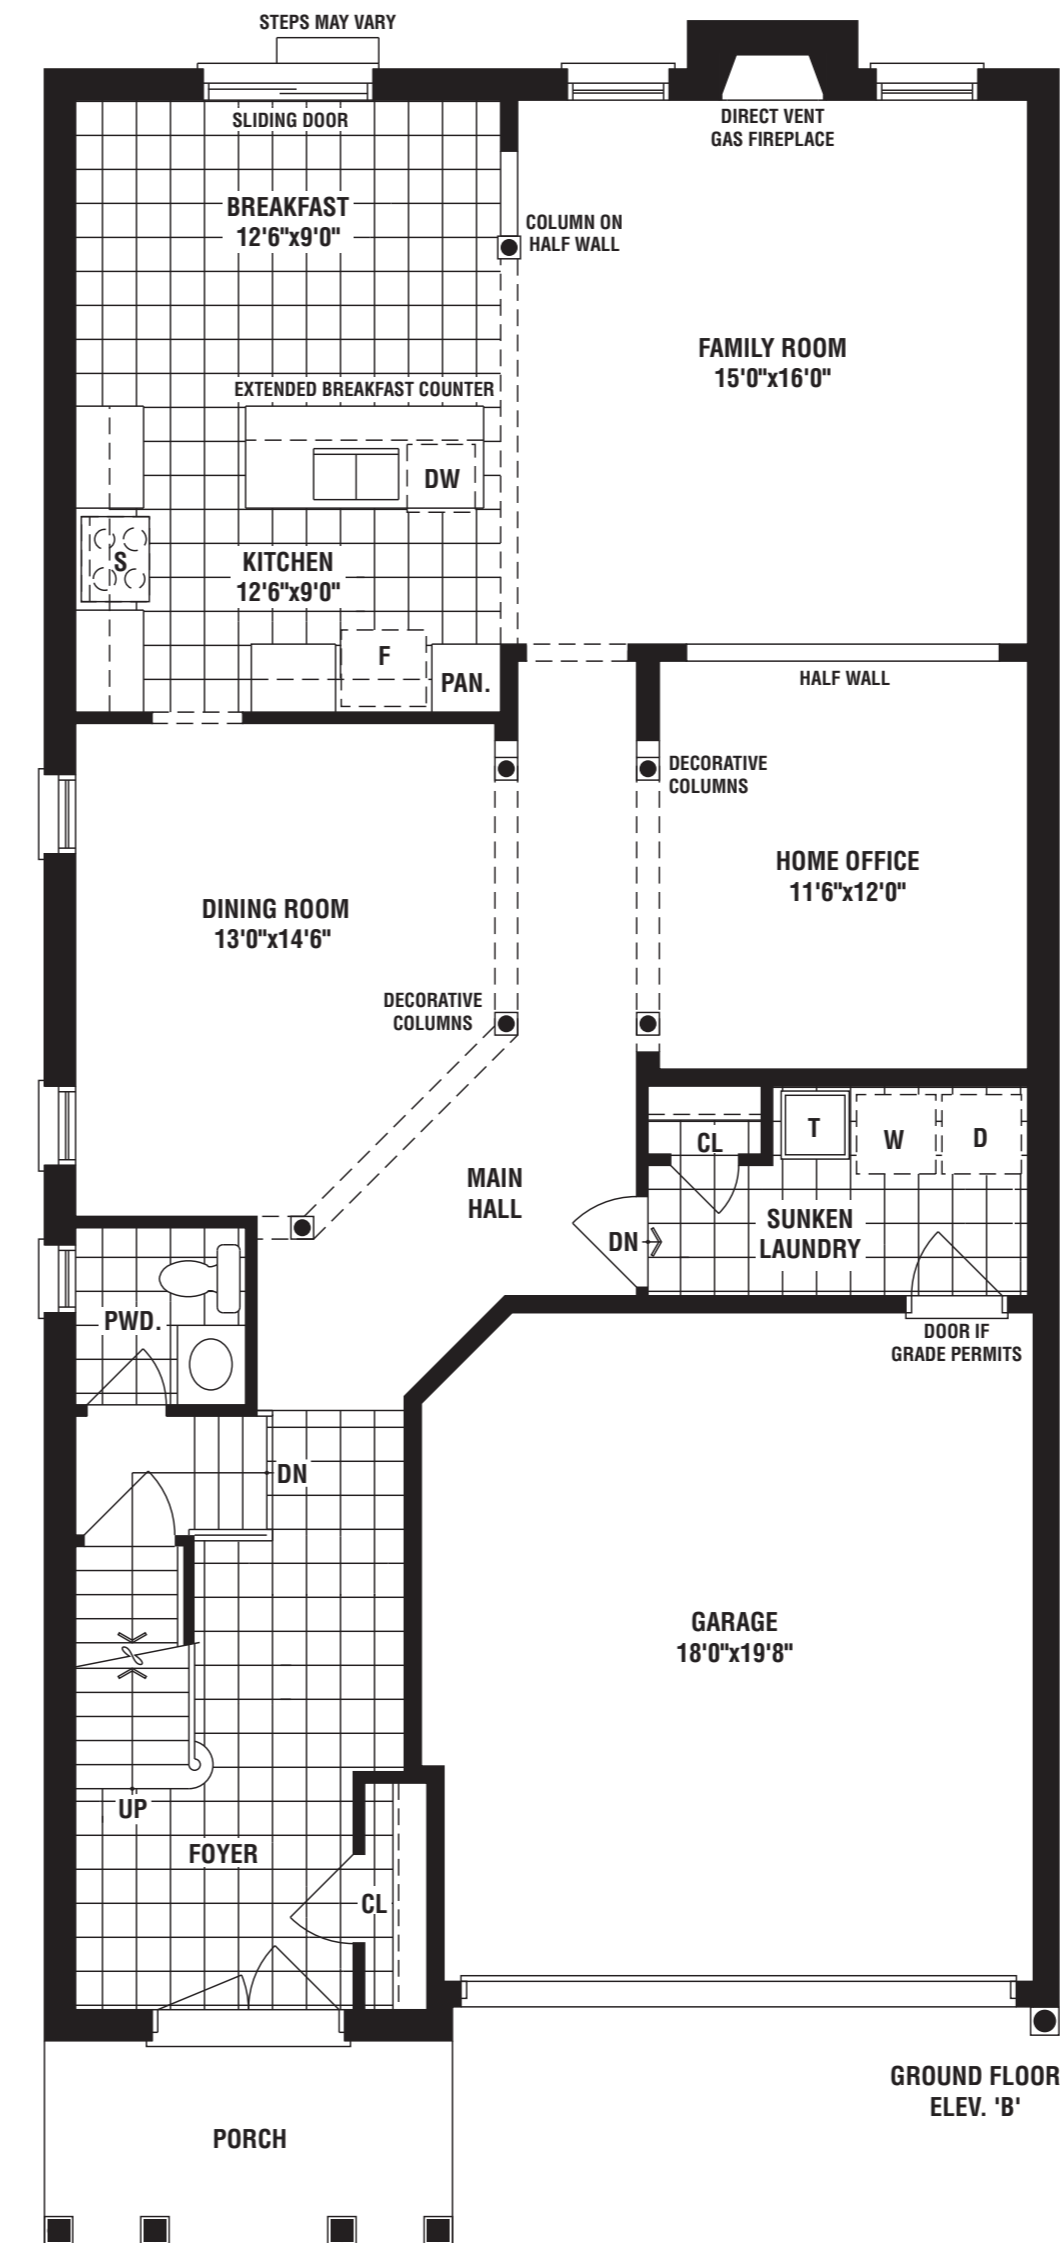 STEPS MAY VARY
SLIDING DOOR
DIRECT VENT
GAS FIREPLACE
BREAKFAST
12'6"x9'0"
COLUMN ON
HALF WALL
FAMILY ROOM
15'0"x16'0"
EXTENDED BREAKFAST COUNTER
DW
S
KITCHEN
12'6"x9'0"
F
PAN.
HALF WALL
DECORATIVE
COLUMNS
HOME OFFICE
11'6"x12'0"
DINING ROOM
13'0"x14'6"
DECORATIVE
COLUMNS
CL
T
W
D
MAIN
HALL
SUNKEN
LAUNDRY
DN
PWD.
DOOR IF
GRADE PERMITS
DN
GARAGE
18'0"x19'8"
UP
FOYER
CL
GROUND FLOOR
ELEV. 'B'
PORCH